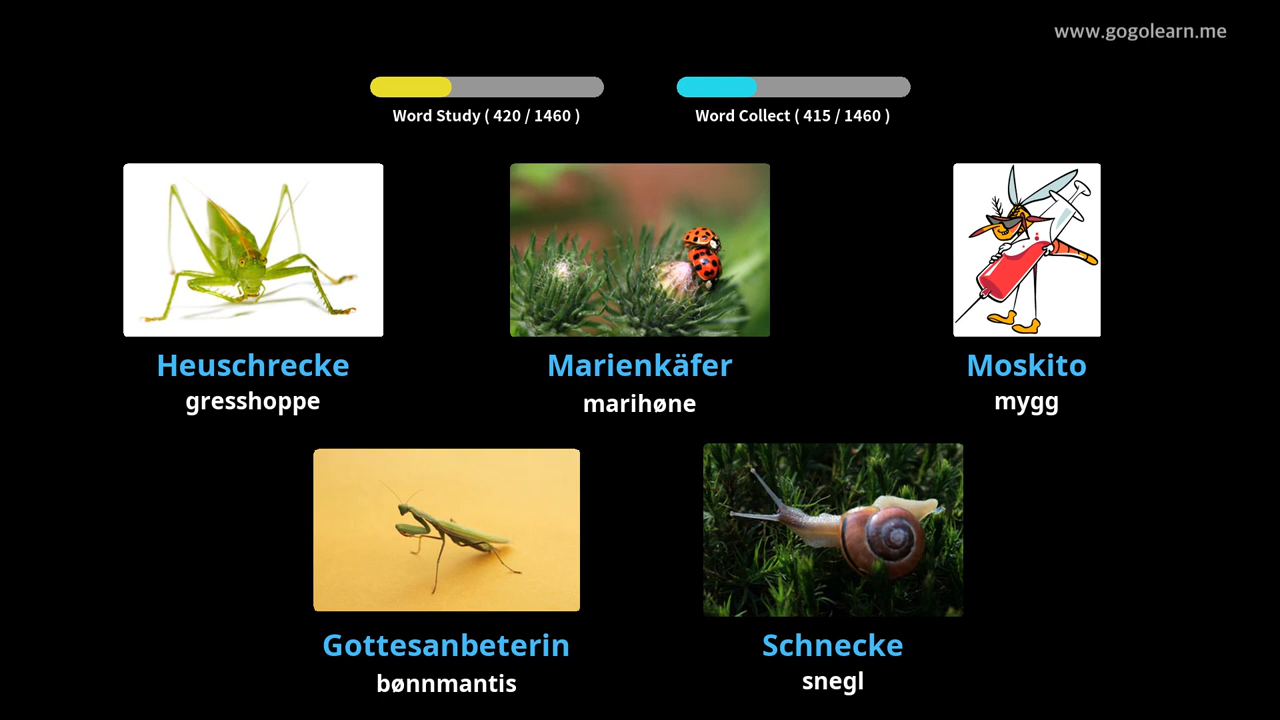 www.gogolearn.me
Word Study ( 420 / 1460 )
Word Collect ( 415 / 1460 )
Heuschrecke
gresshoppe
Marienkäfer
marihøne
Moskito
mygg
Gottesanbeterin
bønnmantis
Schnecke
snegl